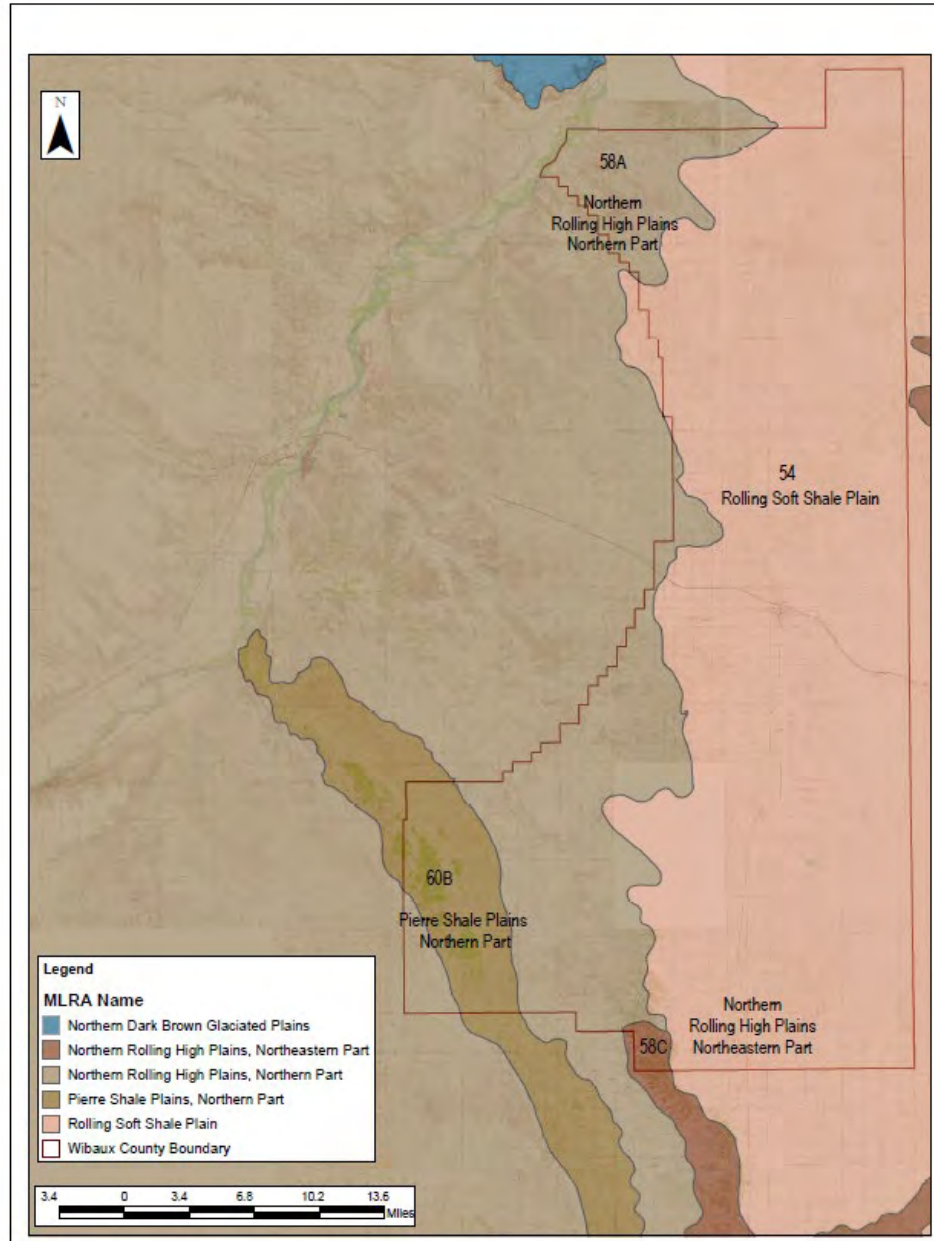 N
58A
Northern
Rolling High Plains
Northern Part
54
Rolling Soft Shale Plain
60B
Pierre Shale Plains
Northern Part
Northern
Rolling High Plains
Northeastern Part
58C
Legend
MLRA Name
Northern Dark Brown Glaciated Plains
Northern Rolling High Plains, Northeastern Part
Northern Rolling High Plains, Northern Part
Pierre Shale Plains, Northern Part
Rolling Soft Shale Plain
Wibaux County Boundary
3.4 0 3.4 6.8 10.2 13.6
Miles